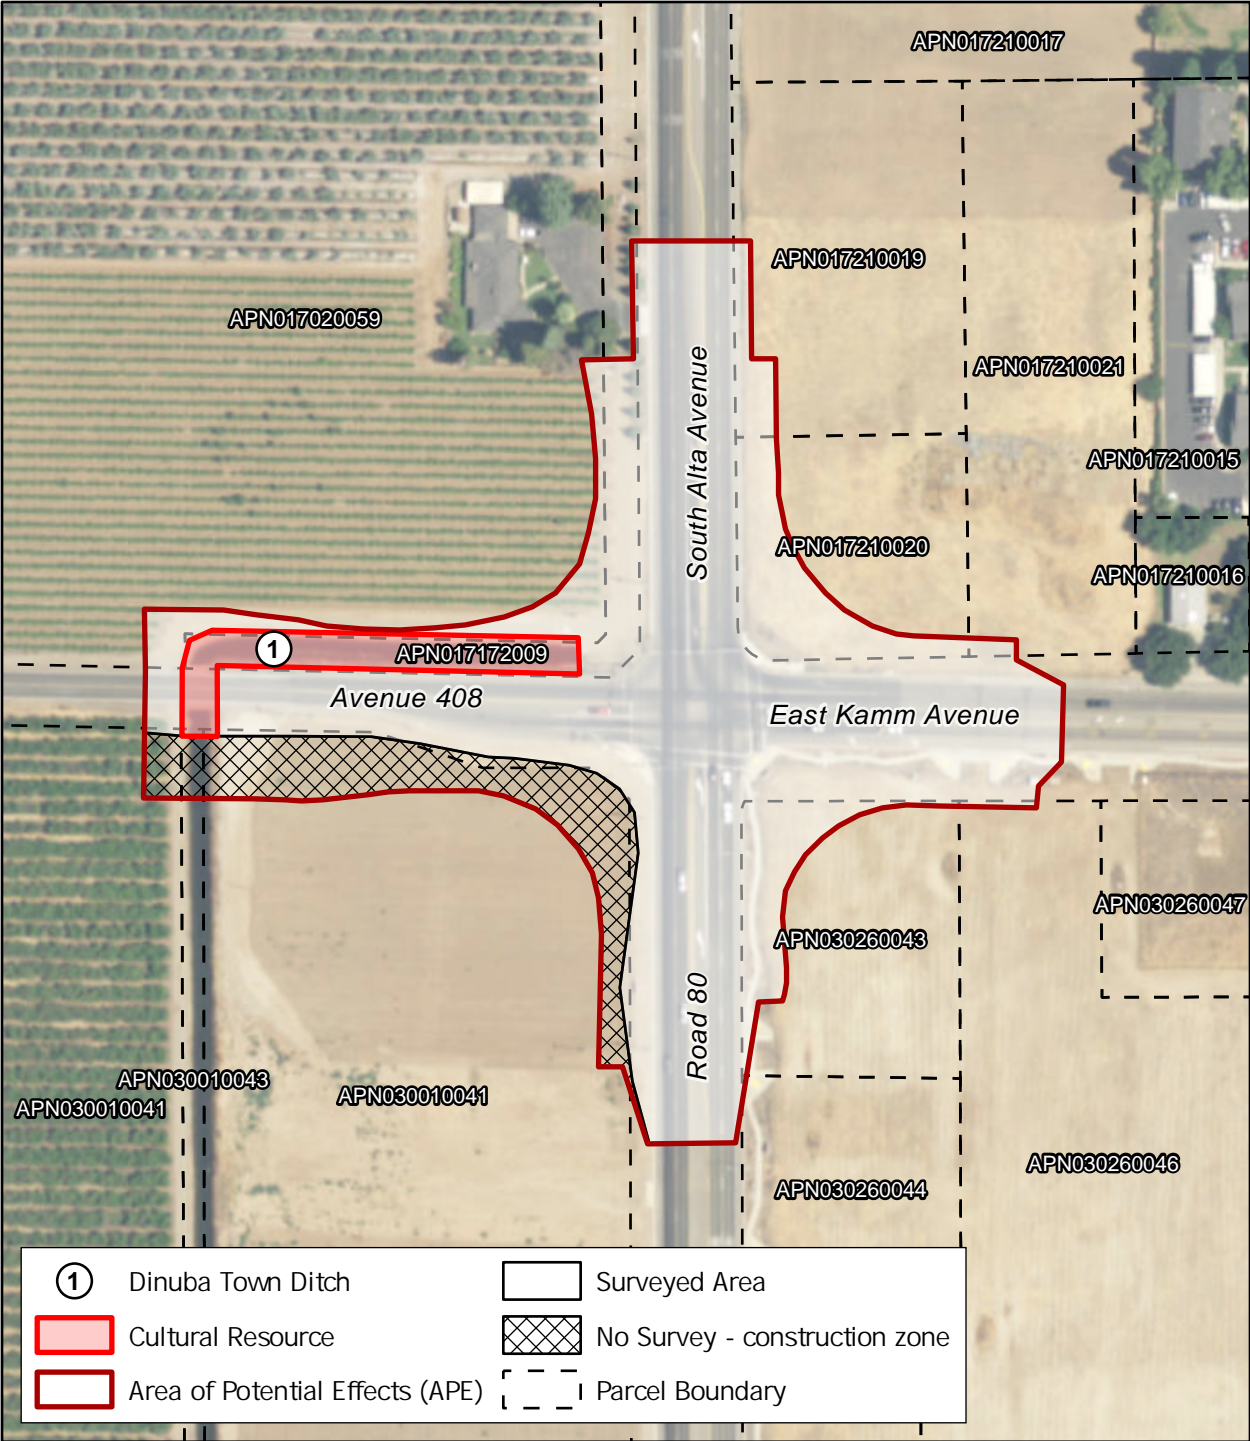 APN017210017
APN017210019
APN017020059
APN017210021
South Alta Avenue
APN017210015
APN017210020
APN017210016
1
APN017172009
Avenue 408
East Kamm Avenue
APN030260047
APN030260043
Road 80
APN030010043
APN030010041
APN030010041
APN030260046
APN030260044
1 Dinuba Town Ditch
Surveyed Area
Cultural Resource
No Survey - construction zone
Area of Potential Effects (APE)
Parcel Boundary